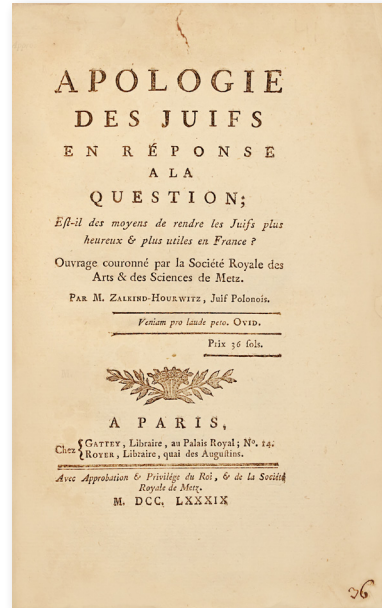 APOLOGIE
DES JUIFS
EN RÉPONSE
A LA
QUESTION;
Eſt-il des moyens de rendre les Juifs plus
heureux & plus utiles en France ?
Ouvrage couronné par la Société Royale des
Arts & des Sciences de Metz.
PAR M. ZALKIND-HOURWITZ, Juif Polonois.
Veniam pro laude peto. OVID.
Prix 36 ſols.
A PARIS,
Chez { GATTEY, Libraire, au Palais Royal; Nº. 14.
ROYER, Libraire, quai des Auguſtins.
Avec Approbation & Privilége du Roi, & de la Société
Royale de Metz.
M. DCC. LXXXIX
36